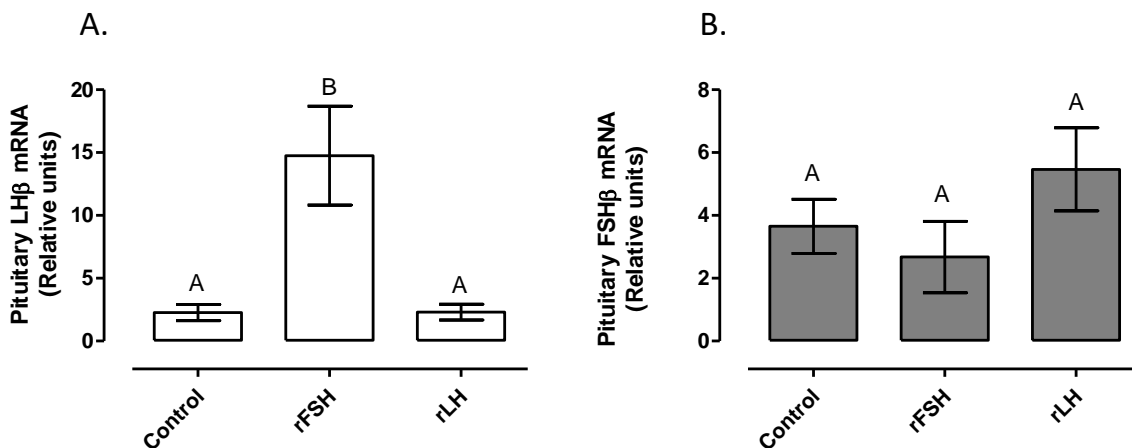 A.
Pituitary LHβ mRNA
(Relative units)
20
15
10
5
0
A
B
A
Control
rFSH
rLH
B.
Pituitary FSHβ mRNA
(Relative units)
8
6
4
2
0
A
A
A
Control
rFSH
rLH